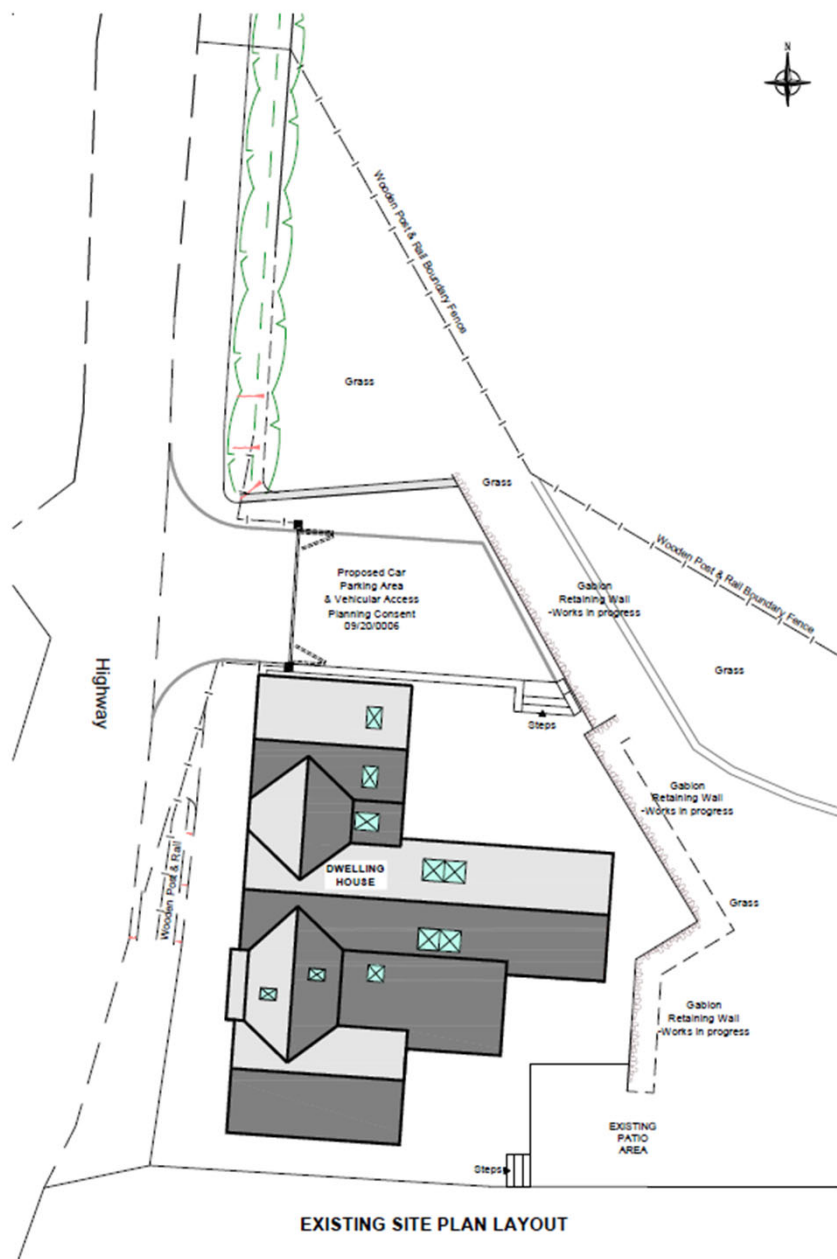 N
Wooden Post & Rail Boundary Fence
Grass
Grass
Wooden Post & Rail Boundary Fence
Proposed Car
Parking Area
& Vehicular Access
Planning Consent
09/20/0006
Gabion
Retaining Wall
-Works in progress
Grass
Highway
Steps
Gabion
Retaining Wall
-Works in progress
Wooden Post & Rail
DWELLING
HOUSE
Grass
Gabion
Retaining Wall
-Works in progress
EXISTING
PATIO
AREA
Steps
EXISTING SITE PLAN LAYOUT